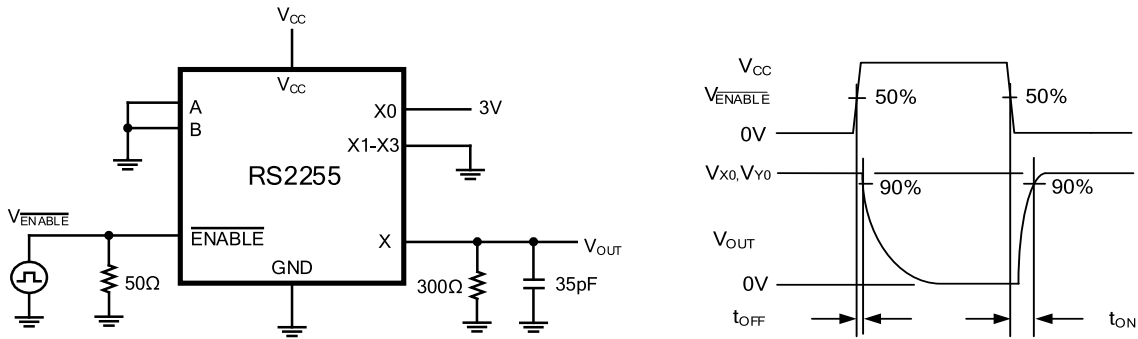 VCC
VCC
A
B
X0
3V
X1-X3
RS2255
VENABLE
ENABLE
X
VOUT
GND
50Ω
300Ω
35pF
VCC
VENABLE
50%
50%
0V
VX0,VY0
90%
90%
VOUT
0V
tOFF
tON